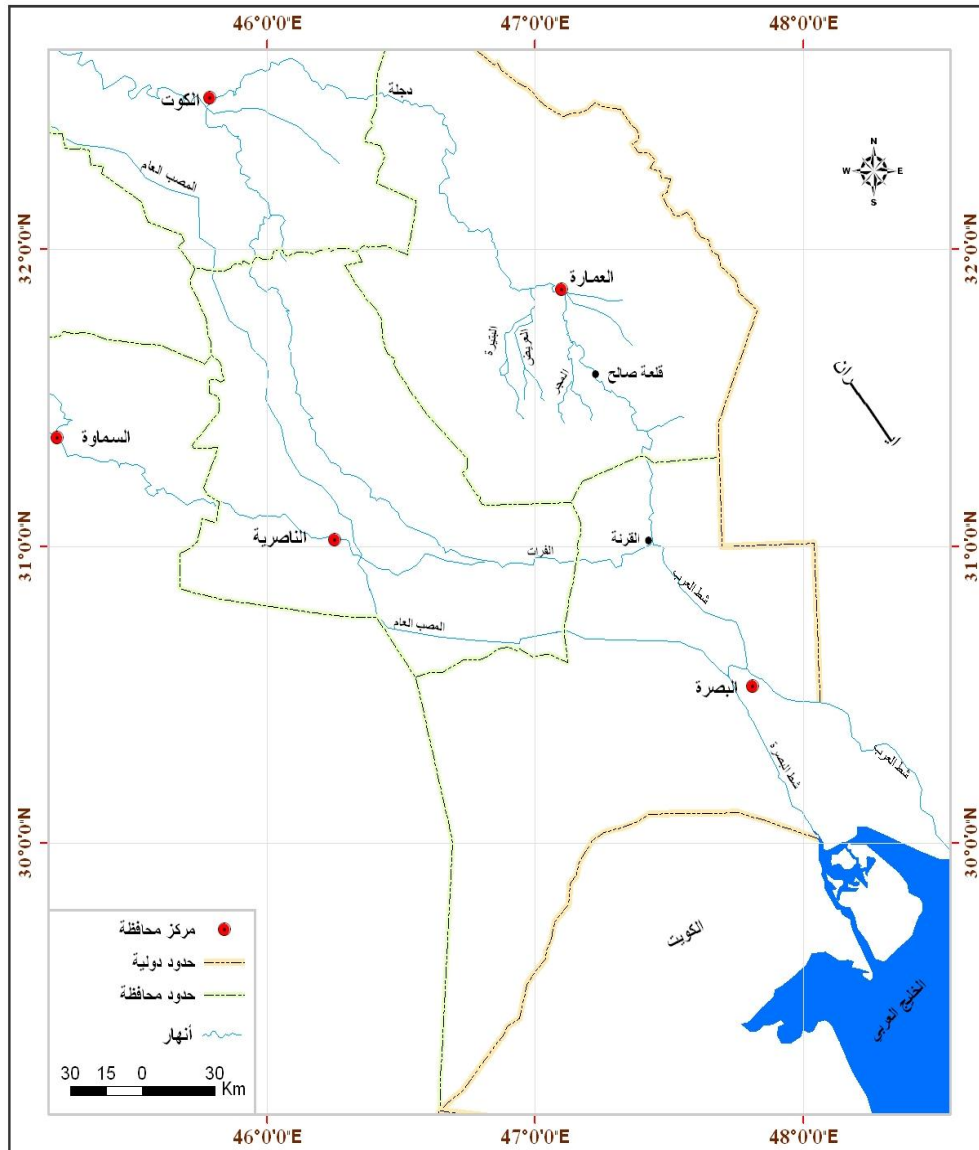 46°0'0"E
47°0'0"E
48°0'0"E
الكوت
دجلة
المصب العام
N
W
E
S
32°0'0"N
32°0'0"N
العمارة
البتيرة
العريض
المجر
قلعة صالح
ايران
السماوة
الناصرية
القرنة
الفرات
31°0'0"N
31°0'0"N
شط العرب
المصب العام
البصرة
شط البصرة
شط العرب
30°0'0"N
30°0'0"N
الكويت
الخليج العربي
مركز محافظة
حدود دولية
حدود محافظة
أنهار
30 15 0 30
Km
46°0'0"E
47°0'0"E
48°0'0"E